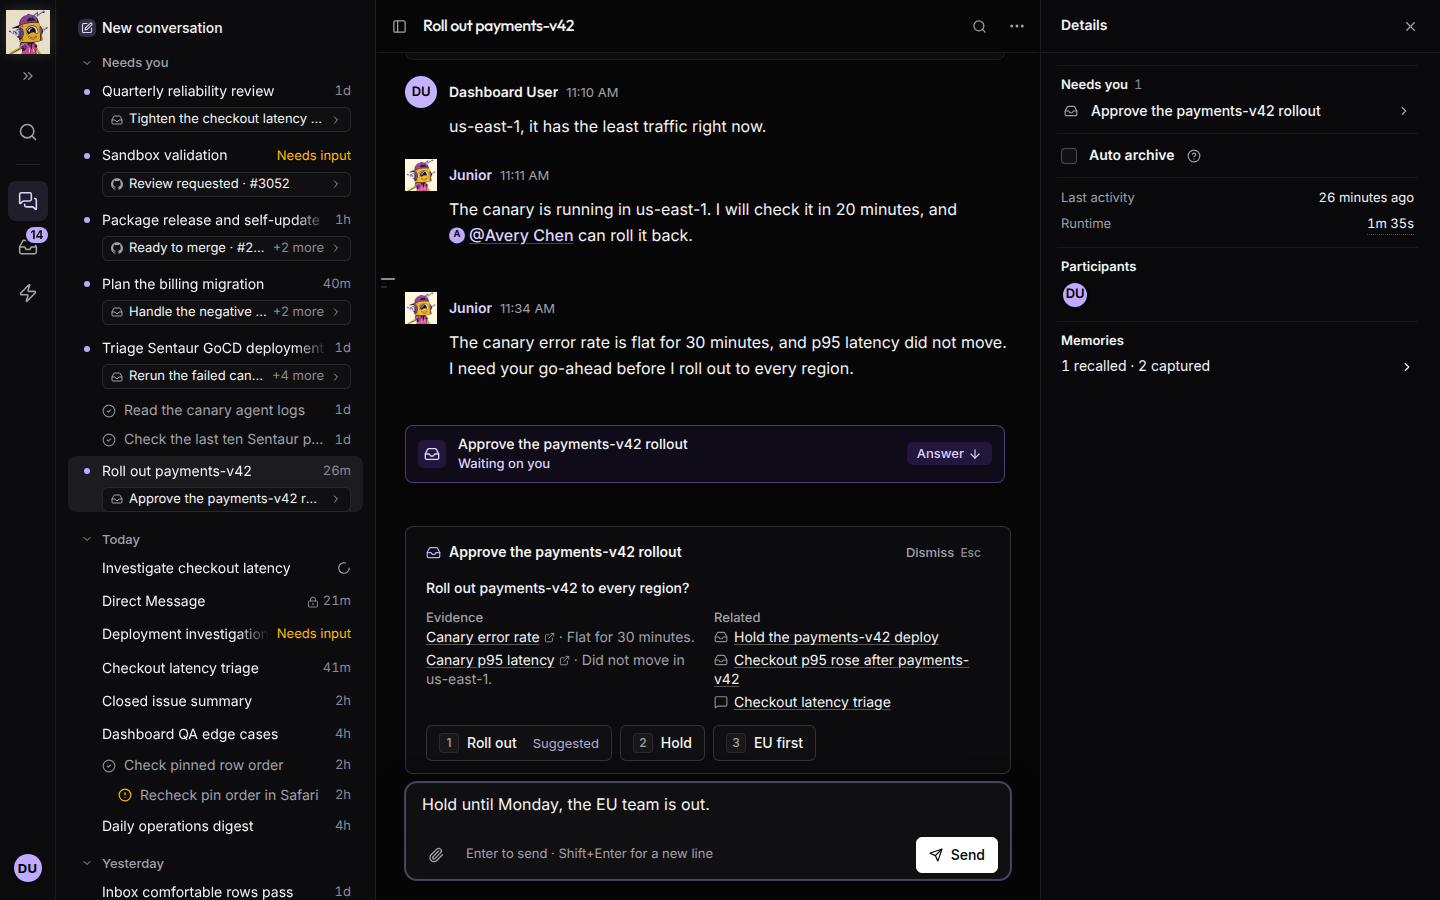 New conversation
Needs you
Quarterly reliability review 1d
Tighten the checkout latency ...
Sandbox validation Needs input
Review requested · #3052
Package release and self-update 1h
Ready to merge · #2... +2 more
14
Plan the billing migration 40m
Handle the negative ... +2 more
Triage Sentaur GoCD deployment 1d
Rerun the failed can... +4 more
Read the canary agent logs 1d
Check the last ten Sentaur p... 1d
Roll out payments-v42 26m
Approve the payments-v42 r...
Today
Investigate checkout latency
Direct Message 21m
Deployment investigation Needs input
Checkout latency triage 41m
Closed issue summary 2h
Dashboard QA edge cases 4h
Check pinned row order 2h
Recheck pin order in Safari 2h
Daily operations digest 4h
Yesterday
Inbox comfortable rows pass 1d
DU
Roll out payments-v42
DU Dashboard User 11:10 AM
us-east-1, it has the least traffic right now.
Junior 11:11 AM
The canary is running in us-east-1. I will check it in 20 minutes, and
A @Avery Chen can roll it back.
Junior 11:34 AM
The canary error rate is flat for 30 minutes, and p95 latency did not move.
I need your go-ahead before I roll out to every region.
Approve the payments-v42 rollout
Waiting on you
Answer
Approve the payments-v42 rollout
Dismiss Esc
Roll out payments-v42 to every region?
Evidence
Canary error rate · Flat for 30 minutes.
Canary p95 latency · Did not move in
us-east-1.
Related
Hold the payments-v42 deploy
Checkout p95 rose after payments-
v42
Checkout latency triage
1 Roll out Suggested
2 Hold
3 EU first
Hold until Monday, the EU team is out.
Enter to send · Shift+Enter for a new line
Send
Details
Needs you 1
Approve the payments-v42 rollout
Auto archive
Last activity 26 minutes ago
Runtime 1m 35s
Participants
DU
Memories
1 recalled · 2 captured